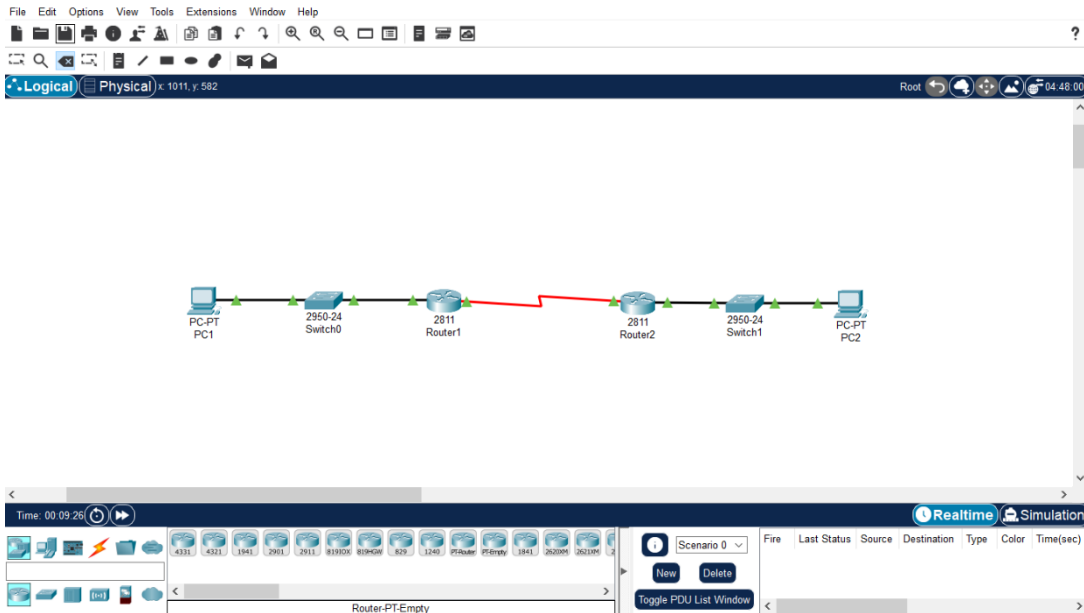 File Edit Options View Tools Extensions Window Help
?
Logical Physical x: 1011, y: 582 Root 04:48:00
PC-PT
PC1
2950-24
Switch0
2811
Router1
2811
Router2
2950-24
Switch1
PC-PT
PC2
Time: 00:09:26 Realtime Simulation
4331 4321 1941 2901 2911 819IOX 819HGW 829 1240 PT-Router PT-Empty 1841 2620XM 2621XM 2
Scenario 0
New Delete
Toggle PDU List Window
Fire Last Status Source Destination Type Color Time(sec)
Router-PT-Empty